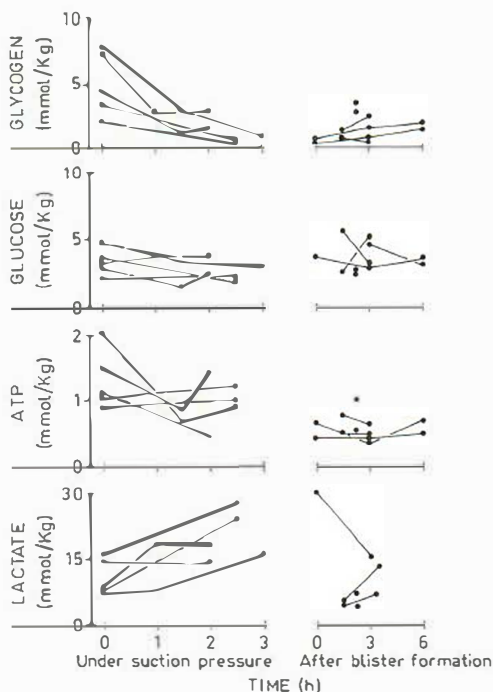 GLYCOGEN
(mmol/Kg)
10
5
0
GLUCOSE
(mmol/Kg)
10
5
0
ATP
(mmol/Kg)
2
1
0
LACTATE
(mmol/Kg)
30
15
0
0 1 2 3 0 3 6
Under suction pressure After blister formation
TIME (h)